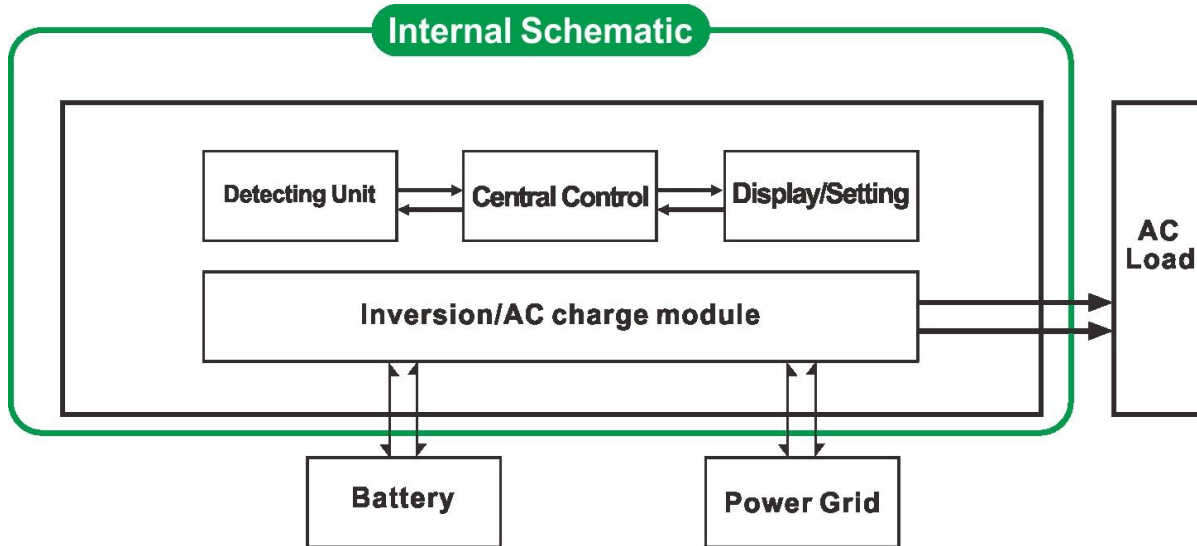 Internal Schematic
Detecting Unit
Central Control
Display/Setting
AC
Load
Inversion/AC charge module
Battery
Power Grid